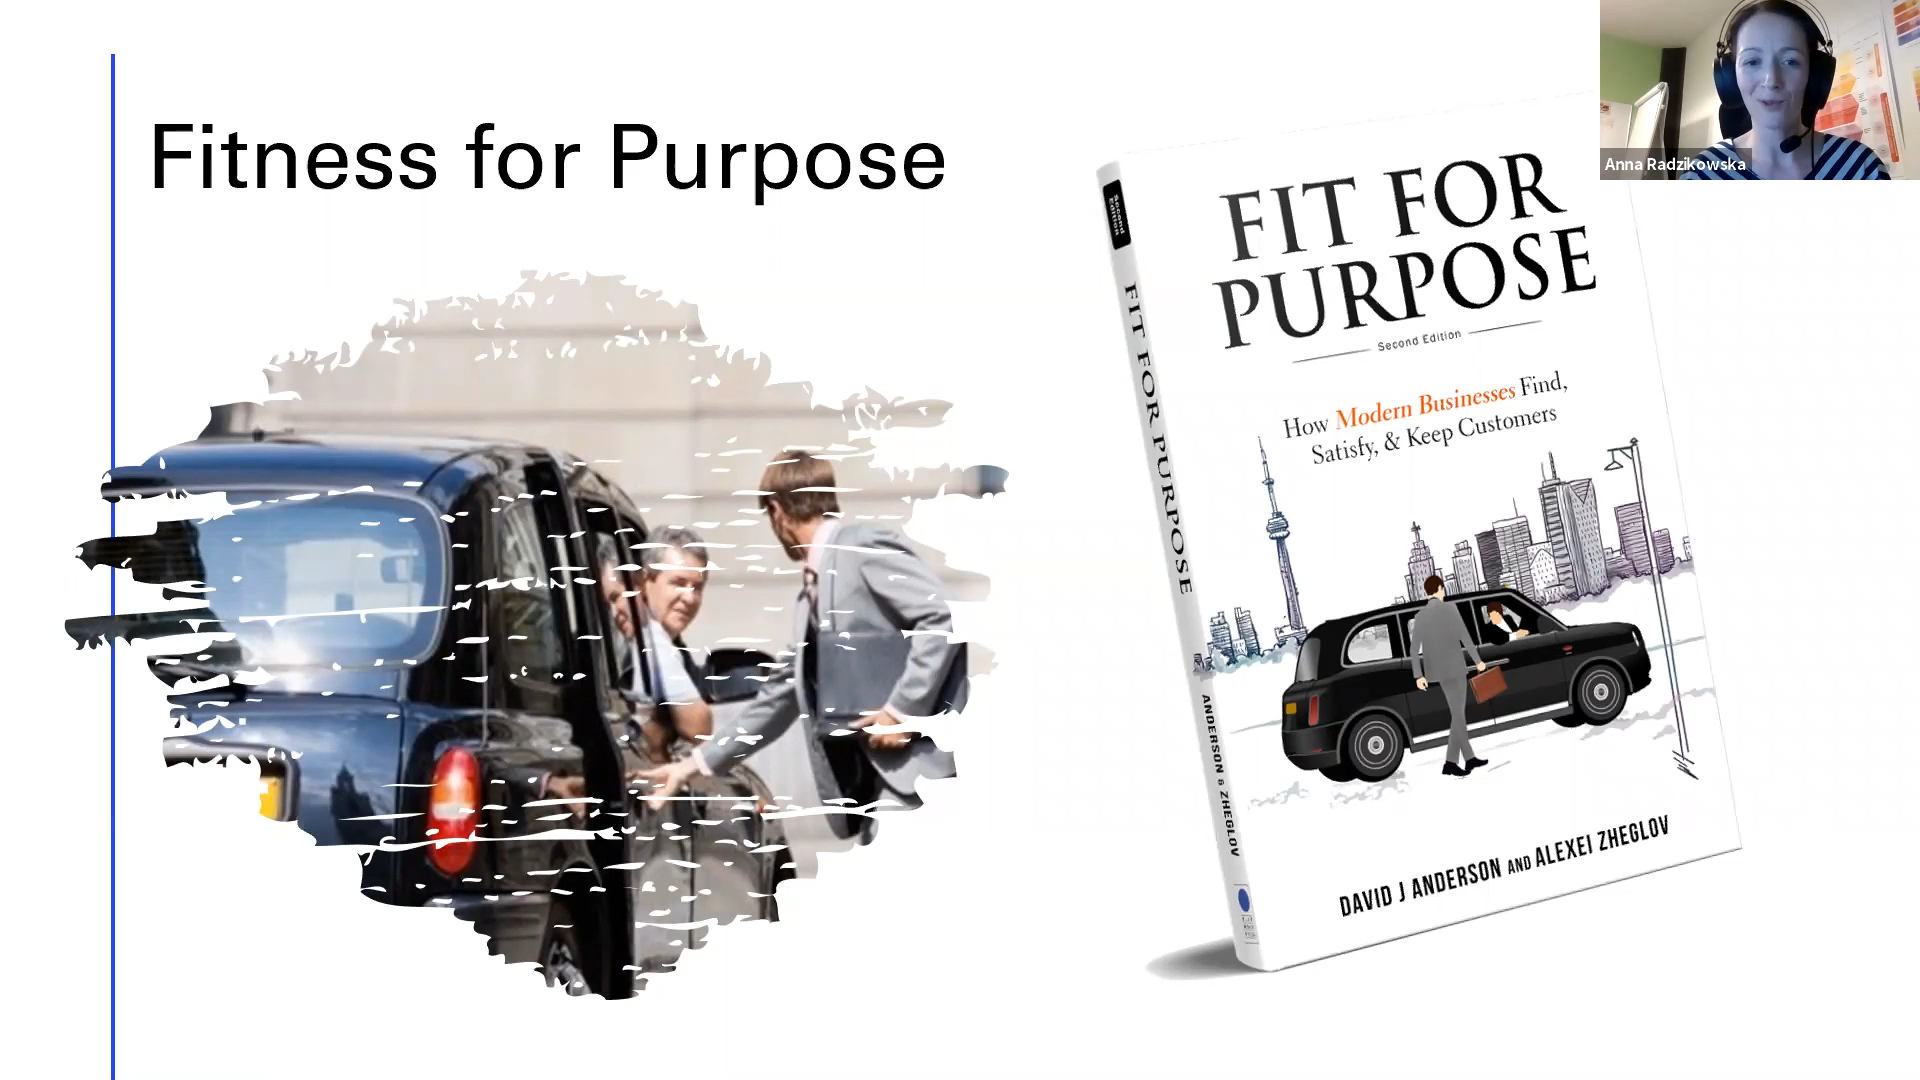 Fitness for Purpose
Anna Radzikowska
Second
Edition
FIT FOR PURPOSE
ANDERSON & ZHEGLOV
FIT FOR
PURPOSE
Second Edition
How Modern Businesses Find,
Satisfy, & Keep Customers
DAVID J ANDERSON AND ALEXEI ZHEGLOV